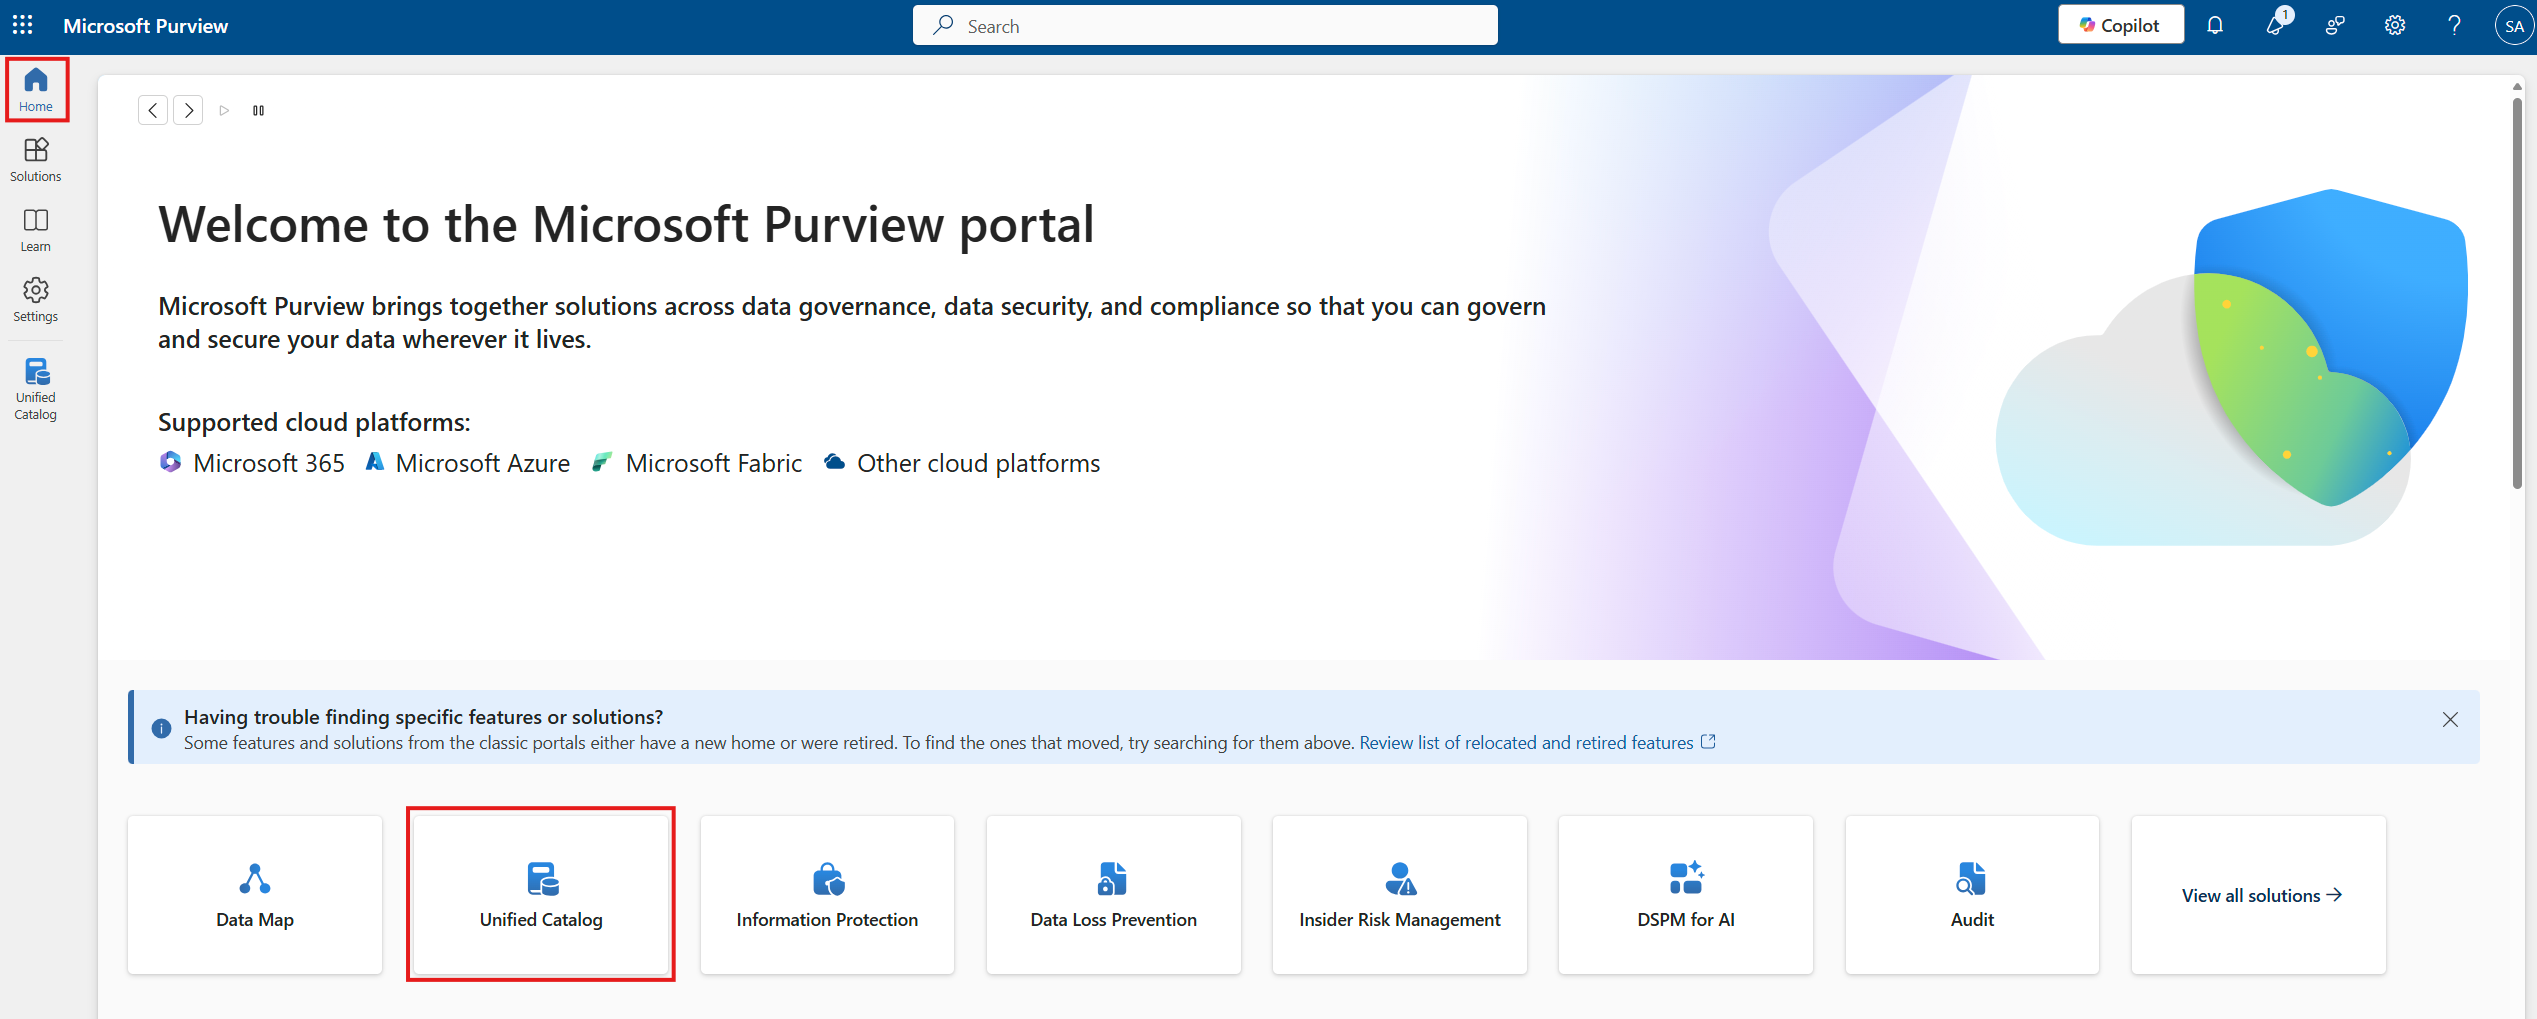 Microsoft Purview
Search
Copilot
1
SA
Home
Solutions
Learn
Settings
Unified
Catalog
Welcome to the Microsoft Purview portal
Microsoft Purview brings together solutions across data governance, data security, and compliance so that you can govern
and secure your data wherever it lives.
Supported cloud platforms:
Microsoft 365 Microsoft Azure Microsoft Fabric Other cloud platforms
Having trouble finding specific features or solutions?
Some features and solutions from the classic portals either have a new home or were retired. To find the ones that moved, try searching for them above. Review list of relocated and retired features
Data Map
Unified Catalog
Information Protection
Data Loss Prevention
Insider Risk Management
DSPM for AI
Audit
View all solutions →